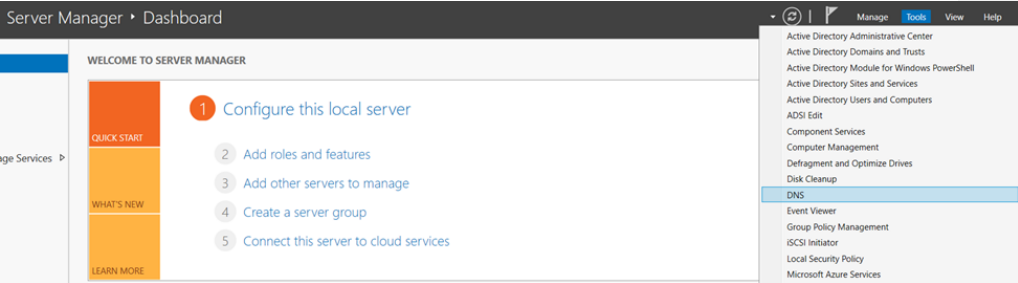 Server Manager ‣ Dashboard
Manage Tools View Help
WELCOME TO SERVER MANAGER
QUICK START
WHAT'S NEW
LEARN MORE
1 Configure this local server
2 Add roles and features
3 Add other servers to manage
4 Create a server group
5 Connect this server to cloud services
age Services
Active Directory Administrative Center
Active Directory Domains and Trusts
Active Directory Module for Windows PowerShell
Active Directory Sites and Services
Active Directory Users and Computers
ADSI Edit
Component Services
Computer Management
Defragment and Optimize Drives
Disk Cleanup
DNS
Event Viewer
Group Policy Management
iSCSI Initiator
Local Security Policy
Microsoft Azure Services